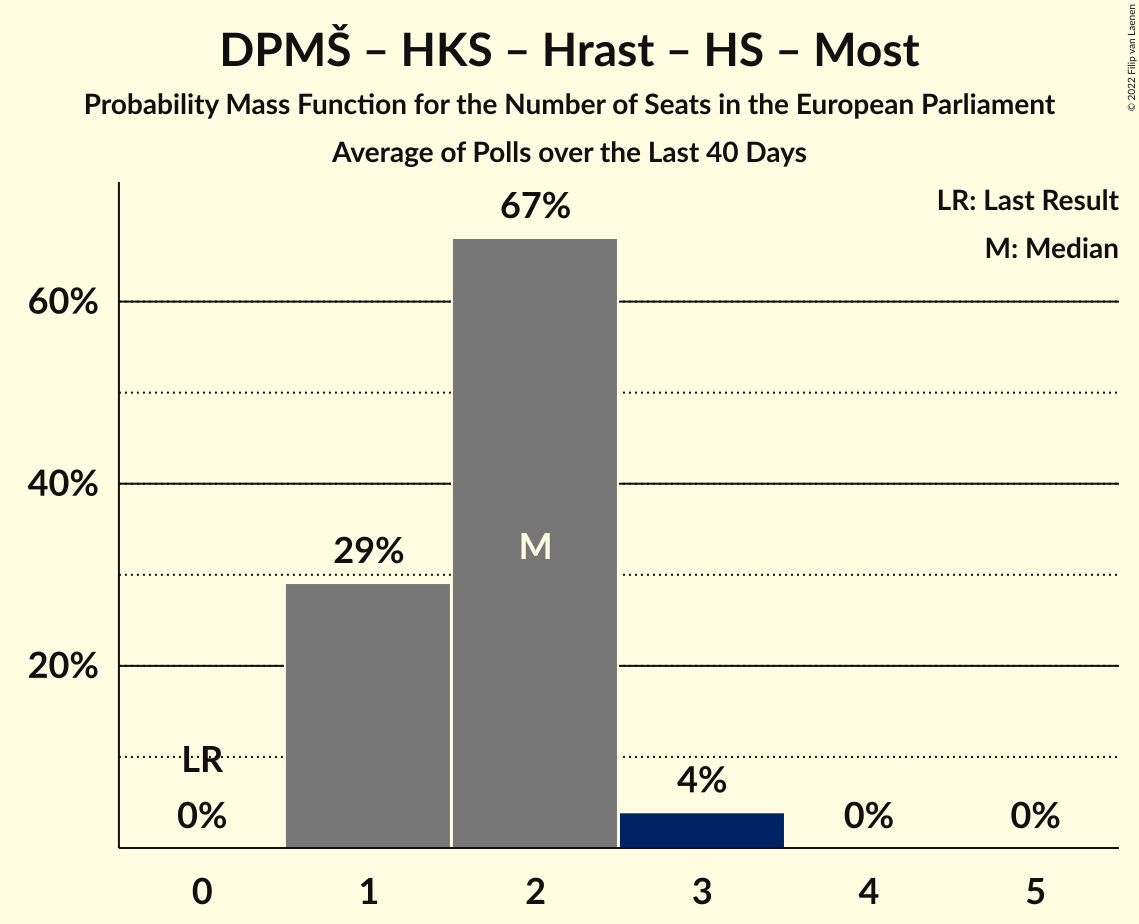 DPMŠ – HKS – Hrast – HS – Most
Probability Mass Function for the Number of Seats in the European Parliament
Average of Polls over the Last 40 Days
© 2022 Filip van Laenen
LR: Last Result
M: Median
67%
60%
40%
29%
M
20%
LR
4%
0%
0%
0%
0 1 2 3 4 5